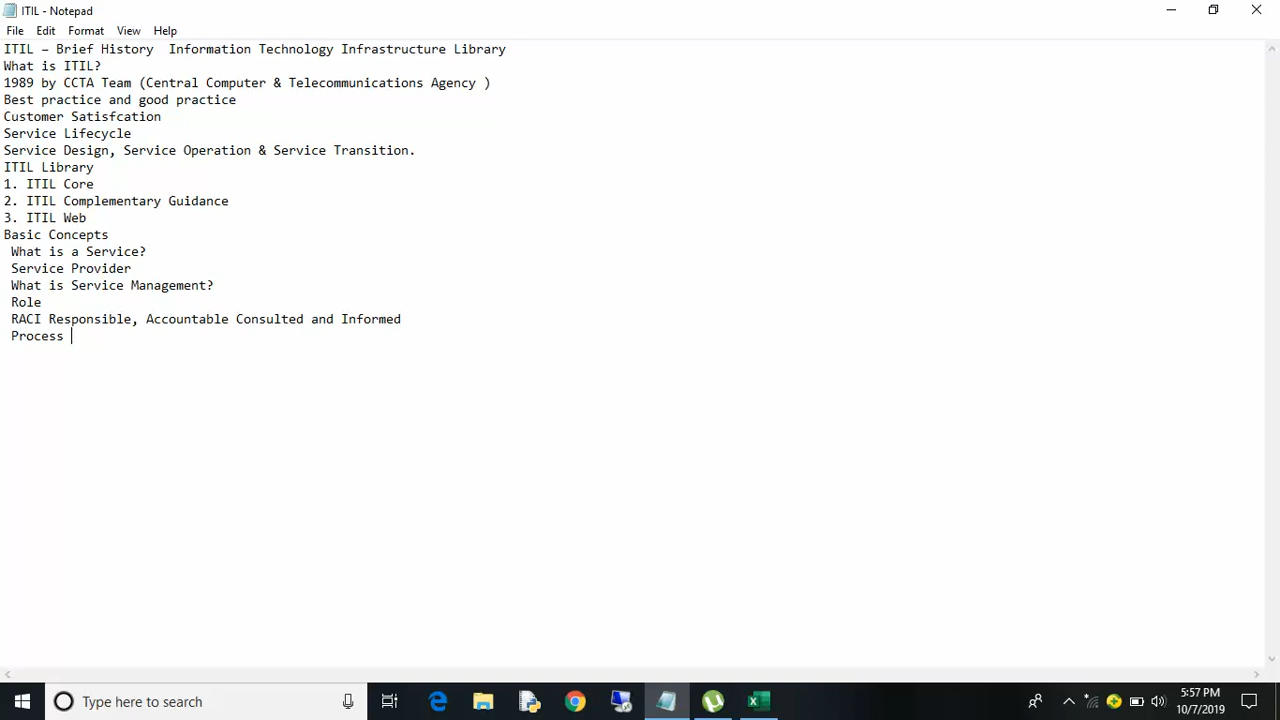 ITIL - Notepad
File Edit Format View Help
ITIL – Brief History  Information Technology Infrastructure Library
What is ITIL?
1989 by CCTA Team (Central Computer & Telecommunications Agency )
Best practice and good practice
Customer Satisfcation
Service Lifecycle
Service Design, Service Operation & Service Transition.
ITIL Library
1. ITIL Core
2. ITIL Complementary Guidance
3. ITIL Web
Basic Concepts
What is a Service?
Service Provider
What is Service Management?
Role
RACI Responsible, Accountable Consulted and Informed
Process
Type here to search
5:57 PM
10/7/2019